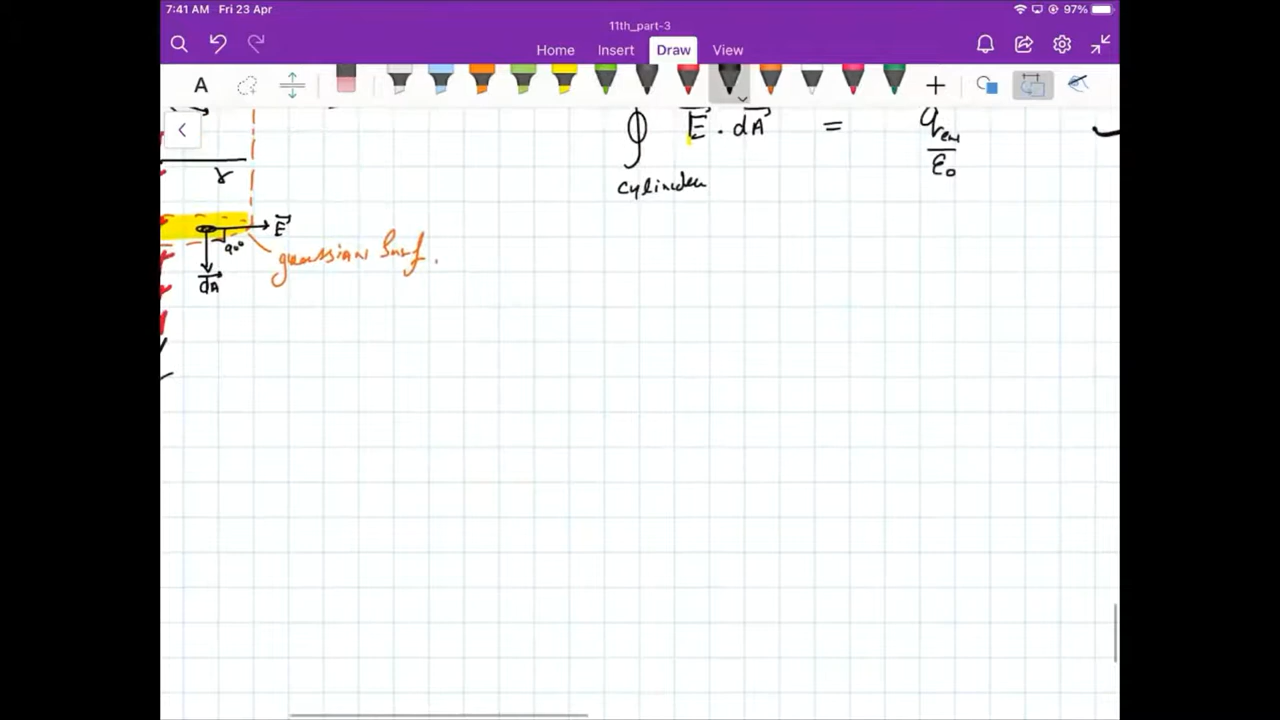 7:41 AM Fri 23 Apr
97%
11th_part-3
Home Insert Draw View
A
E . dA = q
ε₀
cylinder
r
E
90°
gaussian Surf.
dA